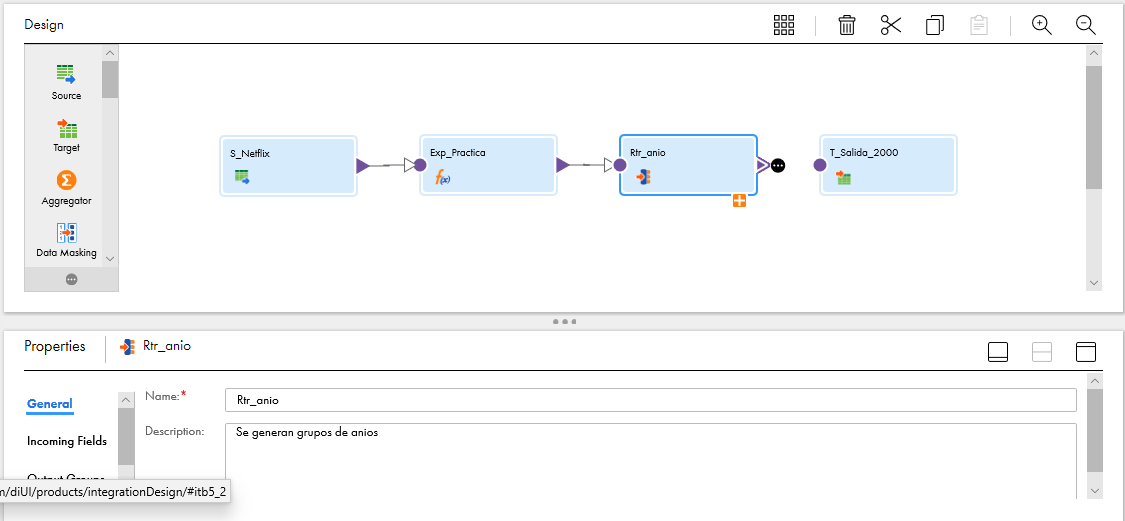 Design
Source
Target
Aggregator
Data Masking
S_Netflix
Exp_Practica
f(x)
Rtr_anio
T_Salida_2000
Properties
Rtr_anio
General
Incoming Fields
Output Groups
Name:*
Rtr_anio
Description:
Se generan grupos de anios
m/diUI/products/integrationDesign/#itb5_2